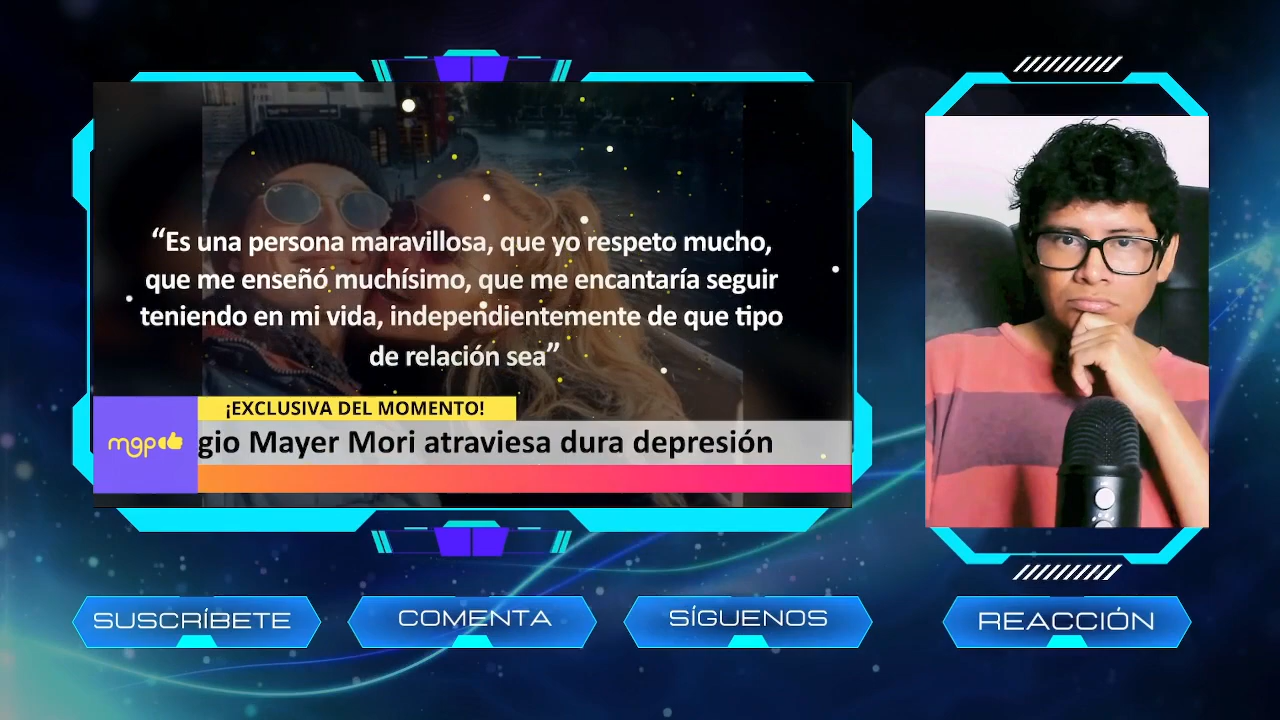 “Es una persona maravillosa, que yo respeto mucho,
que me enseñó muchísimo, que me encantaría seguir
teniendo en mi vida, independientemente de que tipo
de relación sea”
¡EXCLUSIVA DEL MOMENTO!
mgp
gio Mayer Mori atraviesa dura depresión
SUSCRÍBETE
COMENTA
SÍGUENOS
REACCIÓN